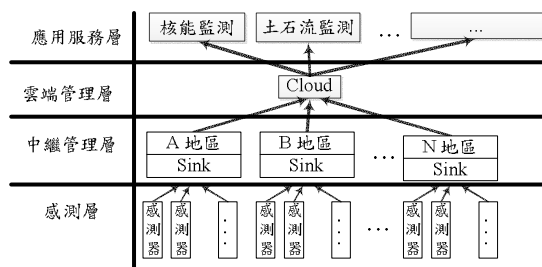 應用服務層
核能監測
土石流監測
...
...
雲端管理層
Cloud
中繼管理層
A 地區
Sink
B 地區
Sink
...
N 地區
Sink
感測層
感測器
感測器
...
感測器
感測器
...
...
感測器
感測器
...